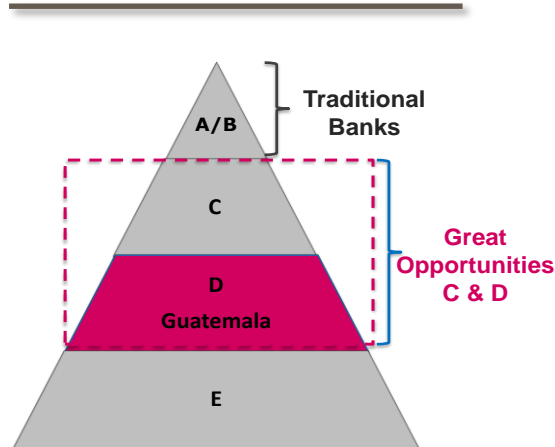 A/B
Traditional
Banks
C
Great
Opportunities
C & D
D
Guatemala
E